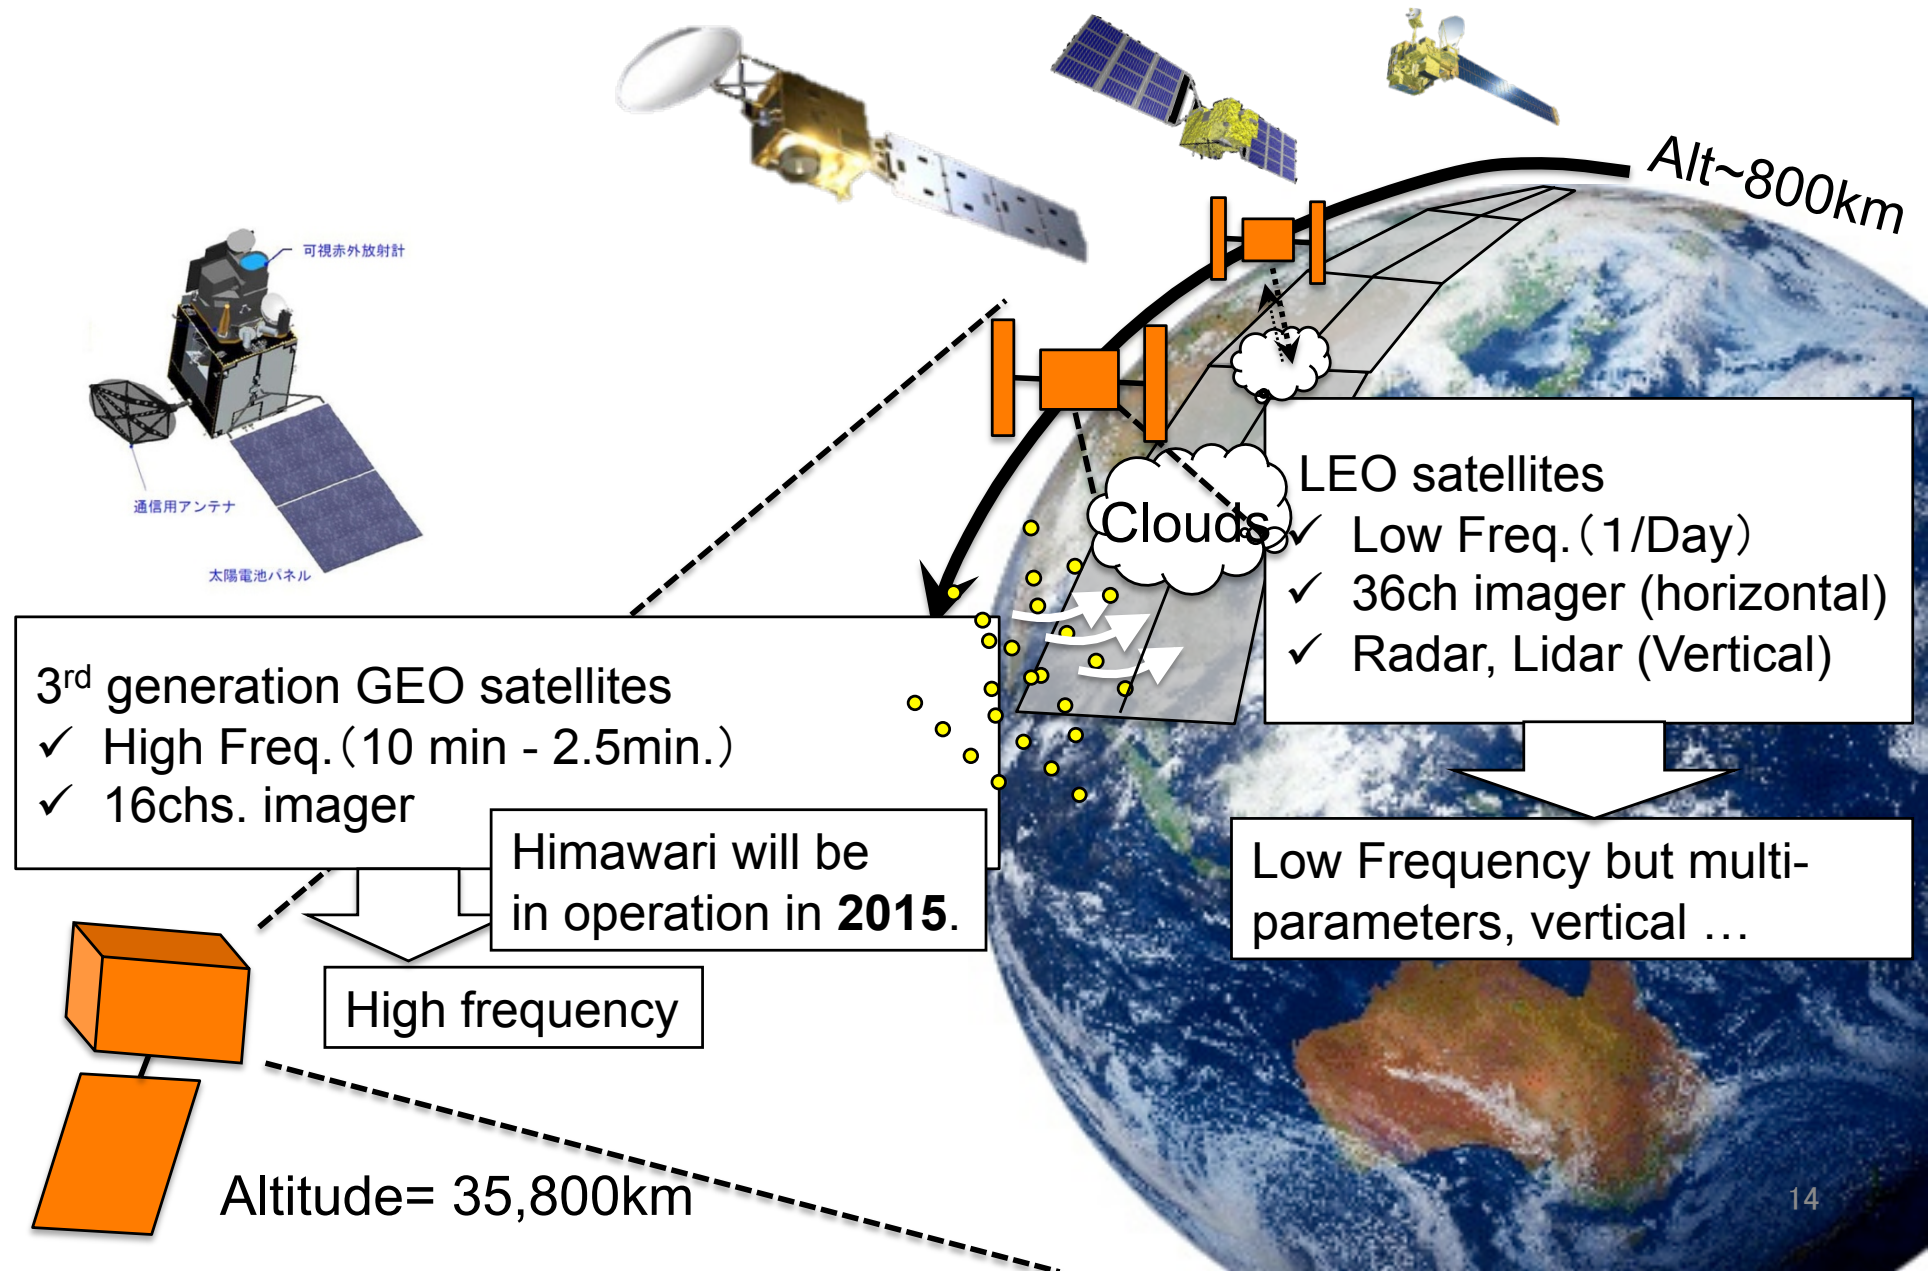 Alt~800km
可視赤外放射計
通信用アンテナ
太陽電池パネル
Clouds
LEO satellites
✓ Low Freq.（1/Day）
✓ 36ch imager (horizontal)
✓ Radar, Lidar (Vertical)
3rd generation GEO satellites
✓ High Freq.（10 min - 2.5min.）
✓ 16chs. imager
Himawari will be
in operation in 2015.
Low Frequency but multi-
parameters, vertical …
High frequency
Altitude= 35,800km
14